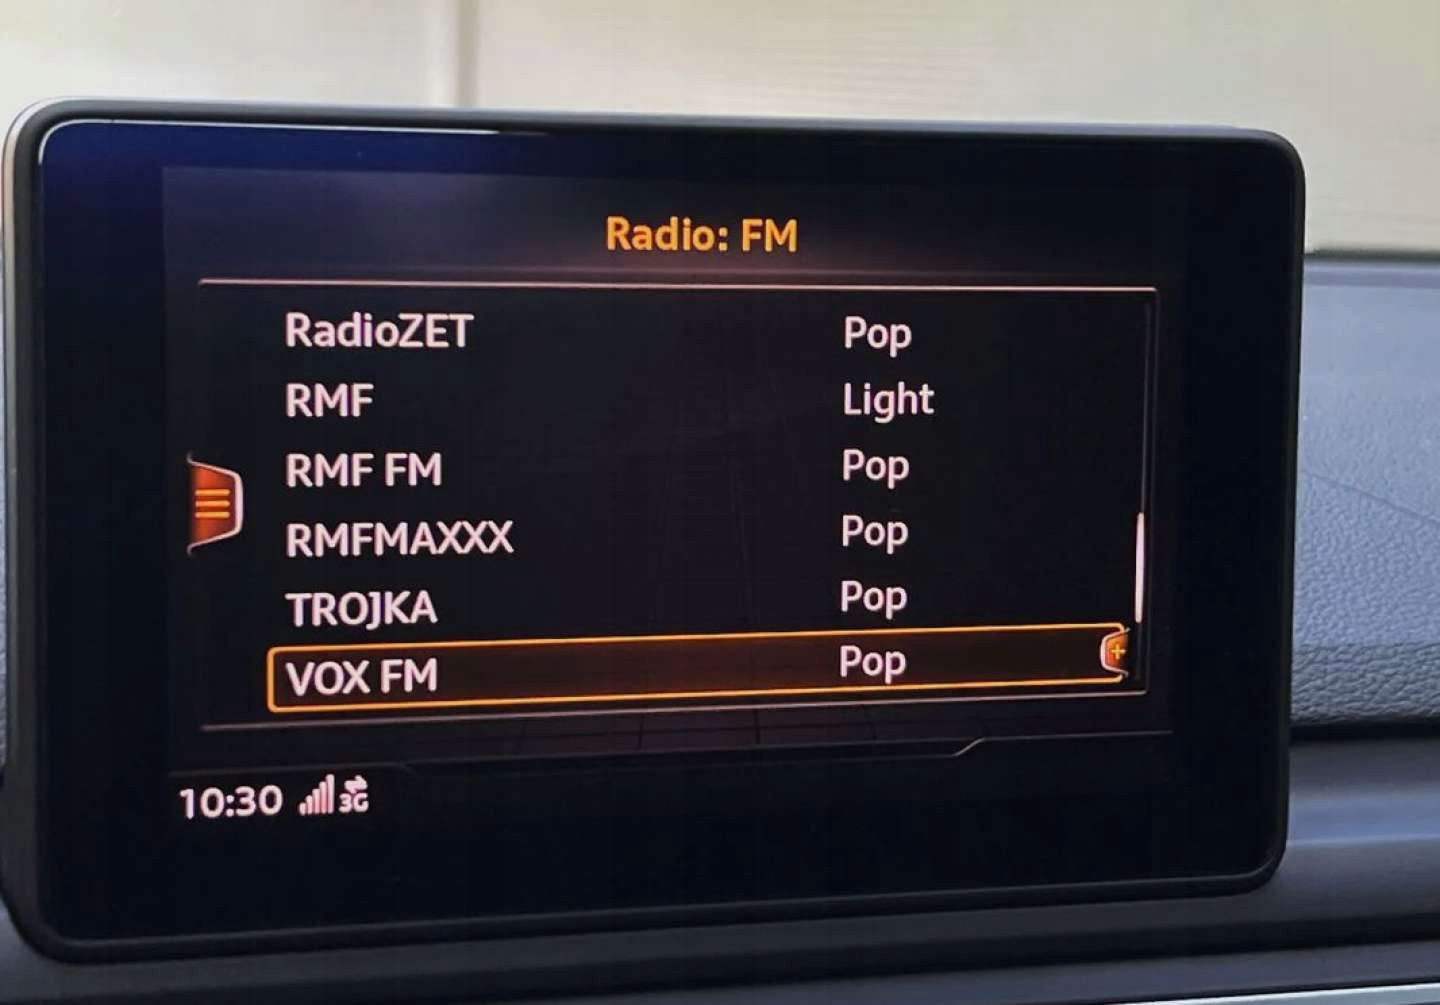 Radio: FM
RadioZET Pop
RMF Light
RMF FM Pop
RMFMAXXX Pop
TROJKA Pop
VOX FM Pop
10:30 3G